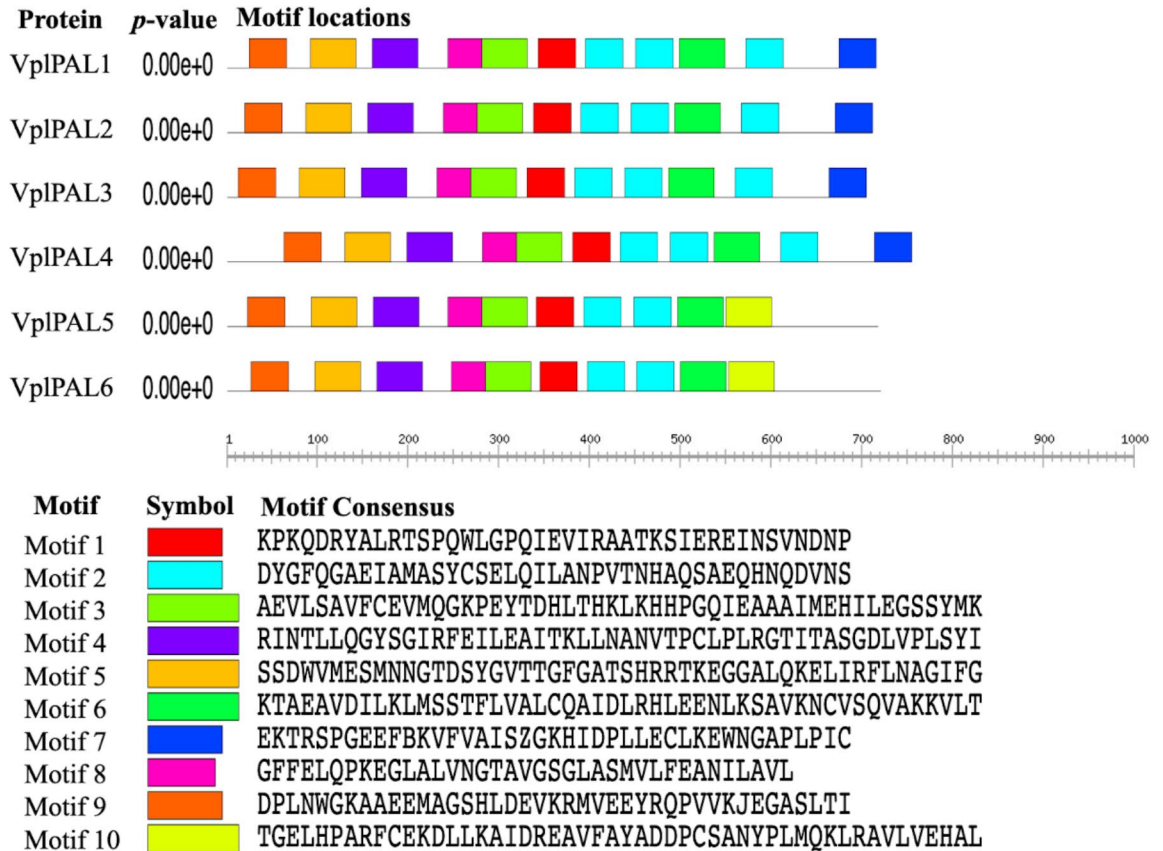 Protein p-value Motif locations
VplPAL1 0.00e+0
VplPAL2 0.00e+0
VplPAL3 0.00e+0
VplPAL4 0.00e+0
VplPAL5 0.00e+0
VplPAL6 0.00e+0
1 100 200 300 400 500 600 700 800 900 1000
Motif Symbol Motif Consensus
Motif 1 KPKQDRYALRTSPQWLGPQIEVIRAATKSIEREINSVNDNP
Motif 2 DYGFQGAEIAMASYCSELQILANPVTNHAQSAEQHNQDVNS
Motif 3 AEVLSAVFCEVMQGKPEYTDHLTHKLKHHPGQIEAAAIMEHILEGSSYMK
Motif 4 RINTLLQGYSGIRFEILEAITKLLNANVTPCLPLRGTITASGDLVPLSYI
Motif 5 SSDWVMESMNNGTDSYGVTTGFGATSHRRTKEGGALQKELIRFLNAGIFG
Motif 6 KTAEAVDILKLMSSTFLVALCQAIDLRHLEENLKSAVKNCVSQVAKKVLT
Motif 7 EKTRSPGEEFBKVFVAISZGKHIDPLLECLKEWNGAPLPIC
Motif 8 GFFELQPKEGLALVNGTAVGSGLASMVLFEANILAVL
Motif 9 DPLNWGKAAEEMAGSHLDEVKRMVEEYRQPVVKJEGASLTI
Motif 10 TGELHPARFCEKDLLKAIDREAVFAYADDPCSANYPLMQKLRAVLVEHAL